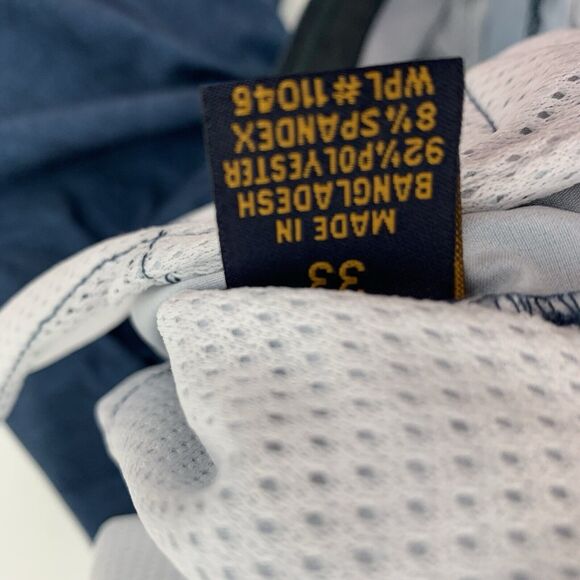 33
MADE IN
BANGLADESH
92%POLYESTER
8%SPANDEX
WPL#11046